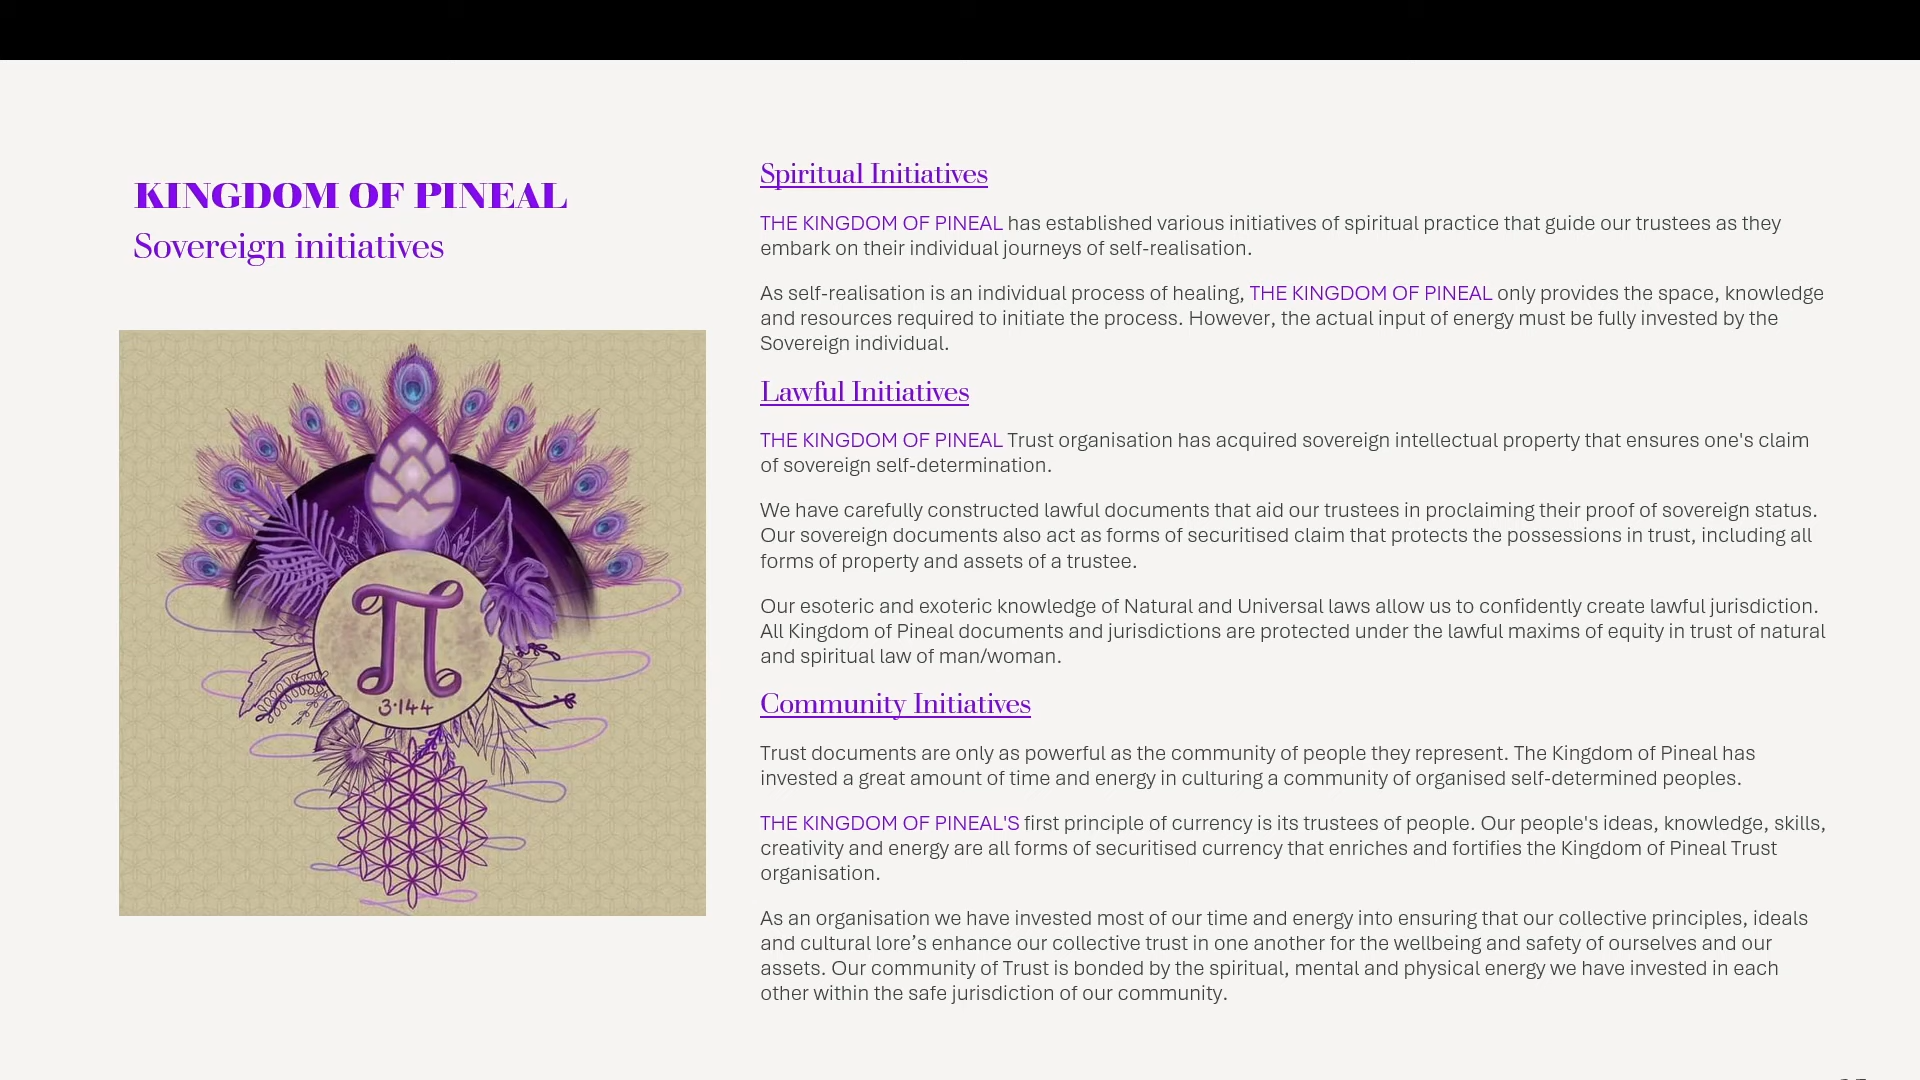 KINGDOM OF PINEAL
Sovereign initiatives
π
3·144
Spiritual Initiatives
THE KINGDOM OF PINEAL has established various initiatives of spiritual practice that guide our trustees as they
embark on their individual journeys of self-realisation.
As self-realisation is an individual process of healing, THE KINGDOM OF PINEAL only provides the space, knowledge
and resources required to initiate the process. However, the actual input of energy must be fully invested by the
Sovereign individual.
Lawful Initiatives
THE KINGDOM OF PINEAL Trust organisation has acquired sovereign intellectual property that ensures one's claim
of sovereign self-determination.
We have carefully constructed lawful documents that aid our trustees in proclaiming their proof of sovereign status.
Our sovereign documents also act as forms of securitised claim that protects the possessions in trust, including all
forms of property and assets of a trustee.
Our esoteric and exoteric knowledge of Natural and Universal laws allow us to confidently create lawful jurisdiction.
All Kingdom of Pineal documents and jurisdictions are protected under the lawful maxims of equity in trust of natural
and spiritual law of man/woman.
Community Initiatives
Trust documents are only as powerful as the community of people they represent. The Kingdom of Pineal has
invested a great amount of time and energy in culturing a community of organised self-determined peoples.
THE KINGDOM OF PINEAL'S first principle of currency is its trustees of people. Our people's ideas, knowledge, skills,
creativity and energy are all forms of securitised currency that enriches and fortifies the Kingdom of Pineal Trust
organisation.
As an organisation we have invested most of our time and energy into ensuring that our collective principles, ideals
and cultural lore’s enhance our collective trust in one another for the wellbeing and safety of ourselves and our
assets. Our community of Trust is bonded by the spiritual, mental and physical energy we have invested in each
other within the safe jurisdiction of our community.